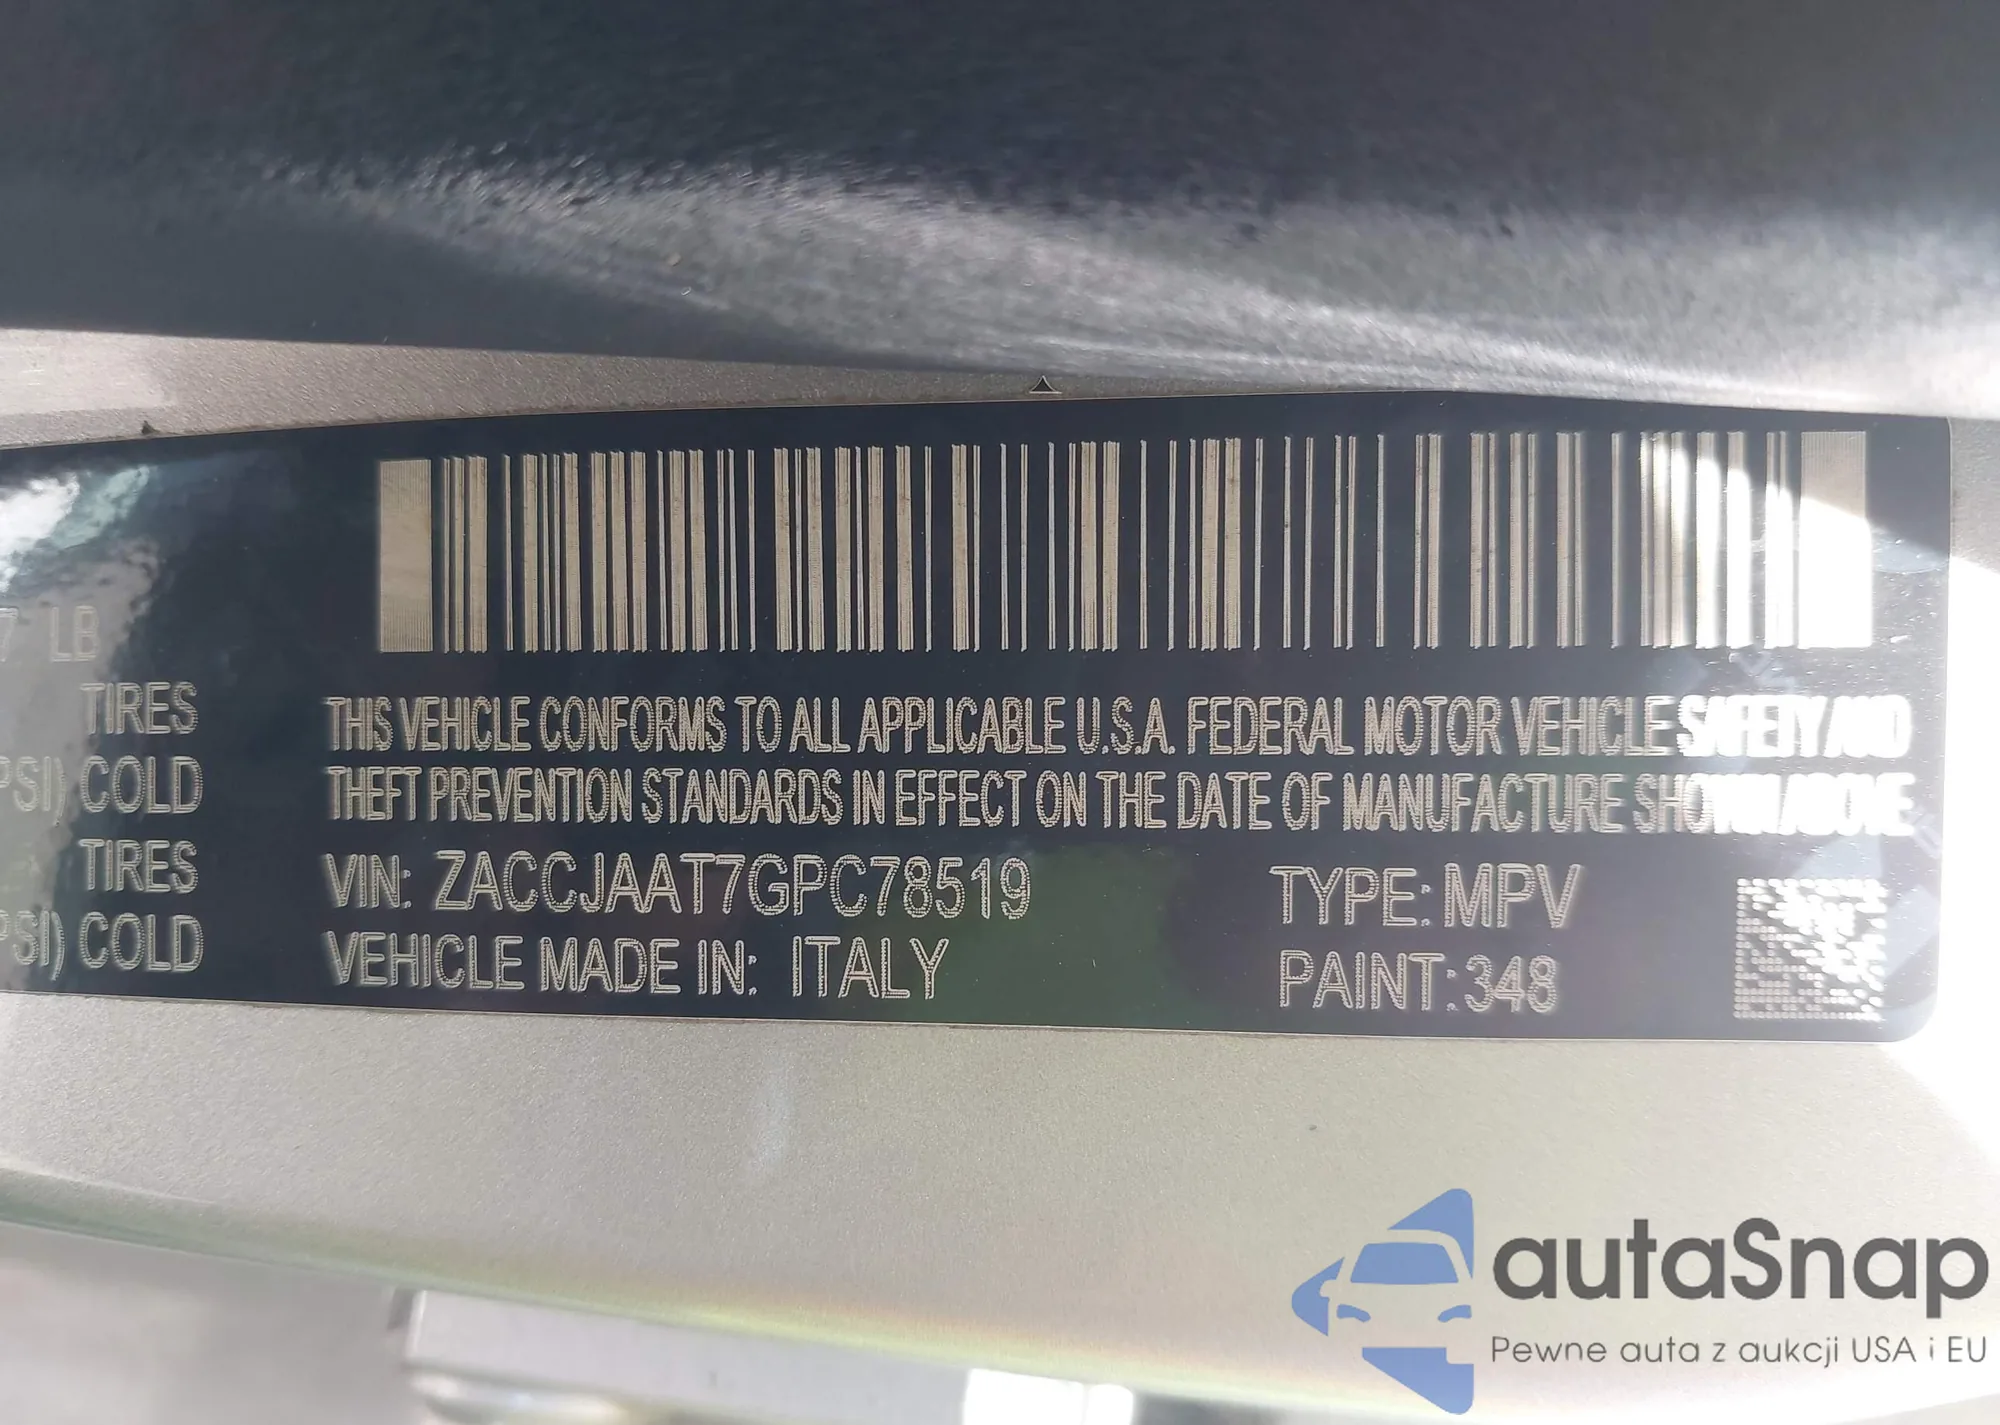 7 LB
TIRES
PSI) COLD
TIRES
PSI) COLD
THIS VEHICLE CONFORMS TO ALL APPLICABLE U.S.A. FEDERAL MOTOR VEHICLE SAFETY AND
THEFT PREVENTION STANDARDS IN EFFECT ON THE DATE OF MANUFACTURE SHOWN ABOVE
VIN: ZACCJAAT7GPC78519 TYPE: MPV
VEHICLE MADE IN: ITALY PAINT: 348
autaSnap
Pewne auta z aukcji USA i EU